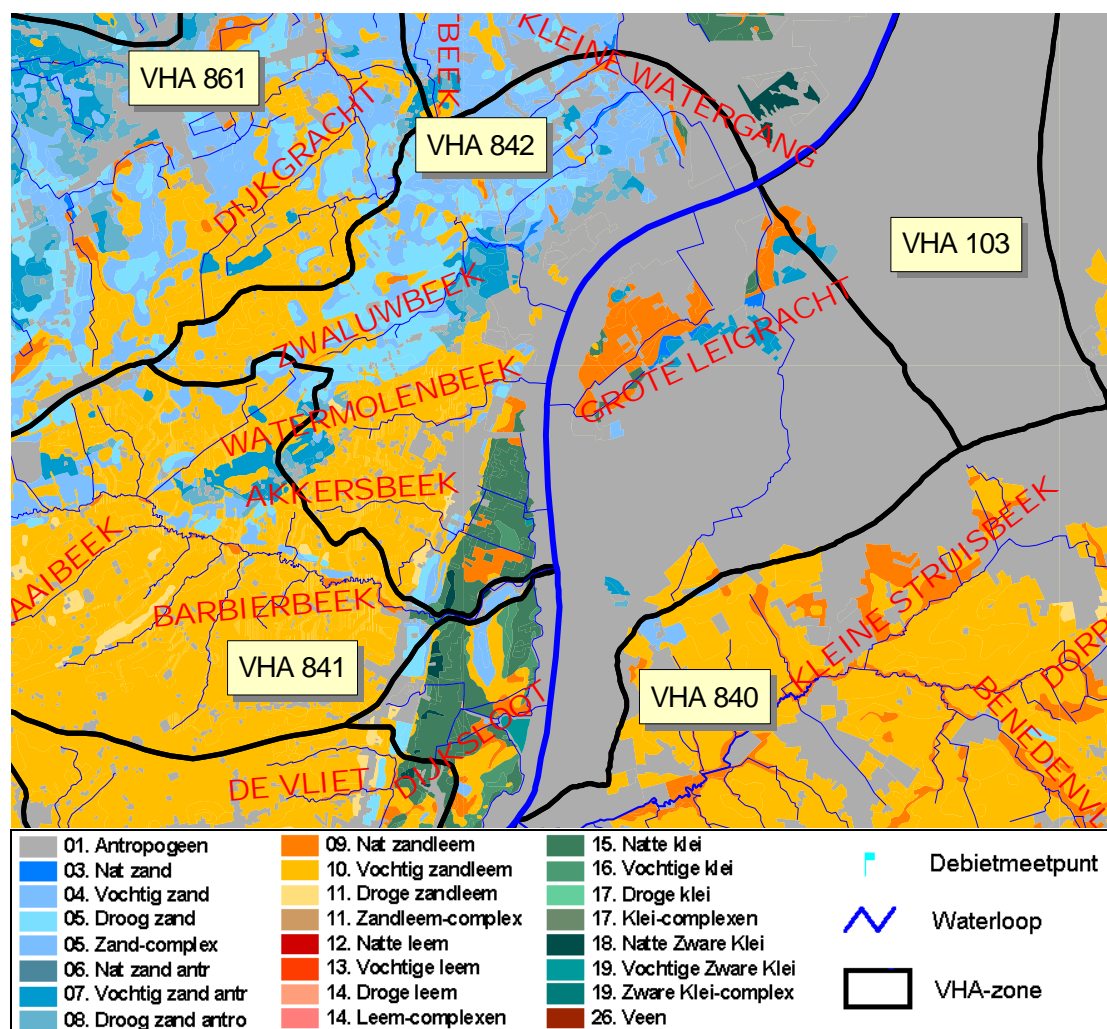 TBEEK
KLEINE WATERGANG
VHA 861
DIJKGRACHT
VHA 842
VHA 103
ZWALUWBEEK
GROTE LEIGRACHT
WATERMOLENBEEK
AKKERSBEEK
AAIBEEK
BARBIERBEEK
KLEINE STRUISBEEK
DORP
VHA 841
VHA 840
BENEDENVL
DIJKSLOOT
DE VLIET
01. Antropogeen
03. Nat zand
04. Vochtig zand
05. Droog zand
05. Zand-complex
06. Nat zand antr
07. Vochtig zand antr
08. Droog zand antro
09. Nat zandleem
10. Vochtig zandleem
11. Droge zandleem
11. Zandleem-complex
12. Natte leem
13. Vochtige leem
14. Droge leem
14. Leem-complexen
15. Natte klei
16. Vochtige klei
17. Droge klei
17. Klei-complexen
18. Natte Zware Klei
19. Vochtige Zware Klei
19. Zware Klei-complex
26. Veen
Debietmeetpunt
Waterloop
VHA-zone